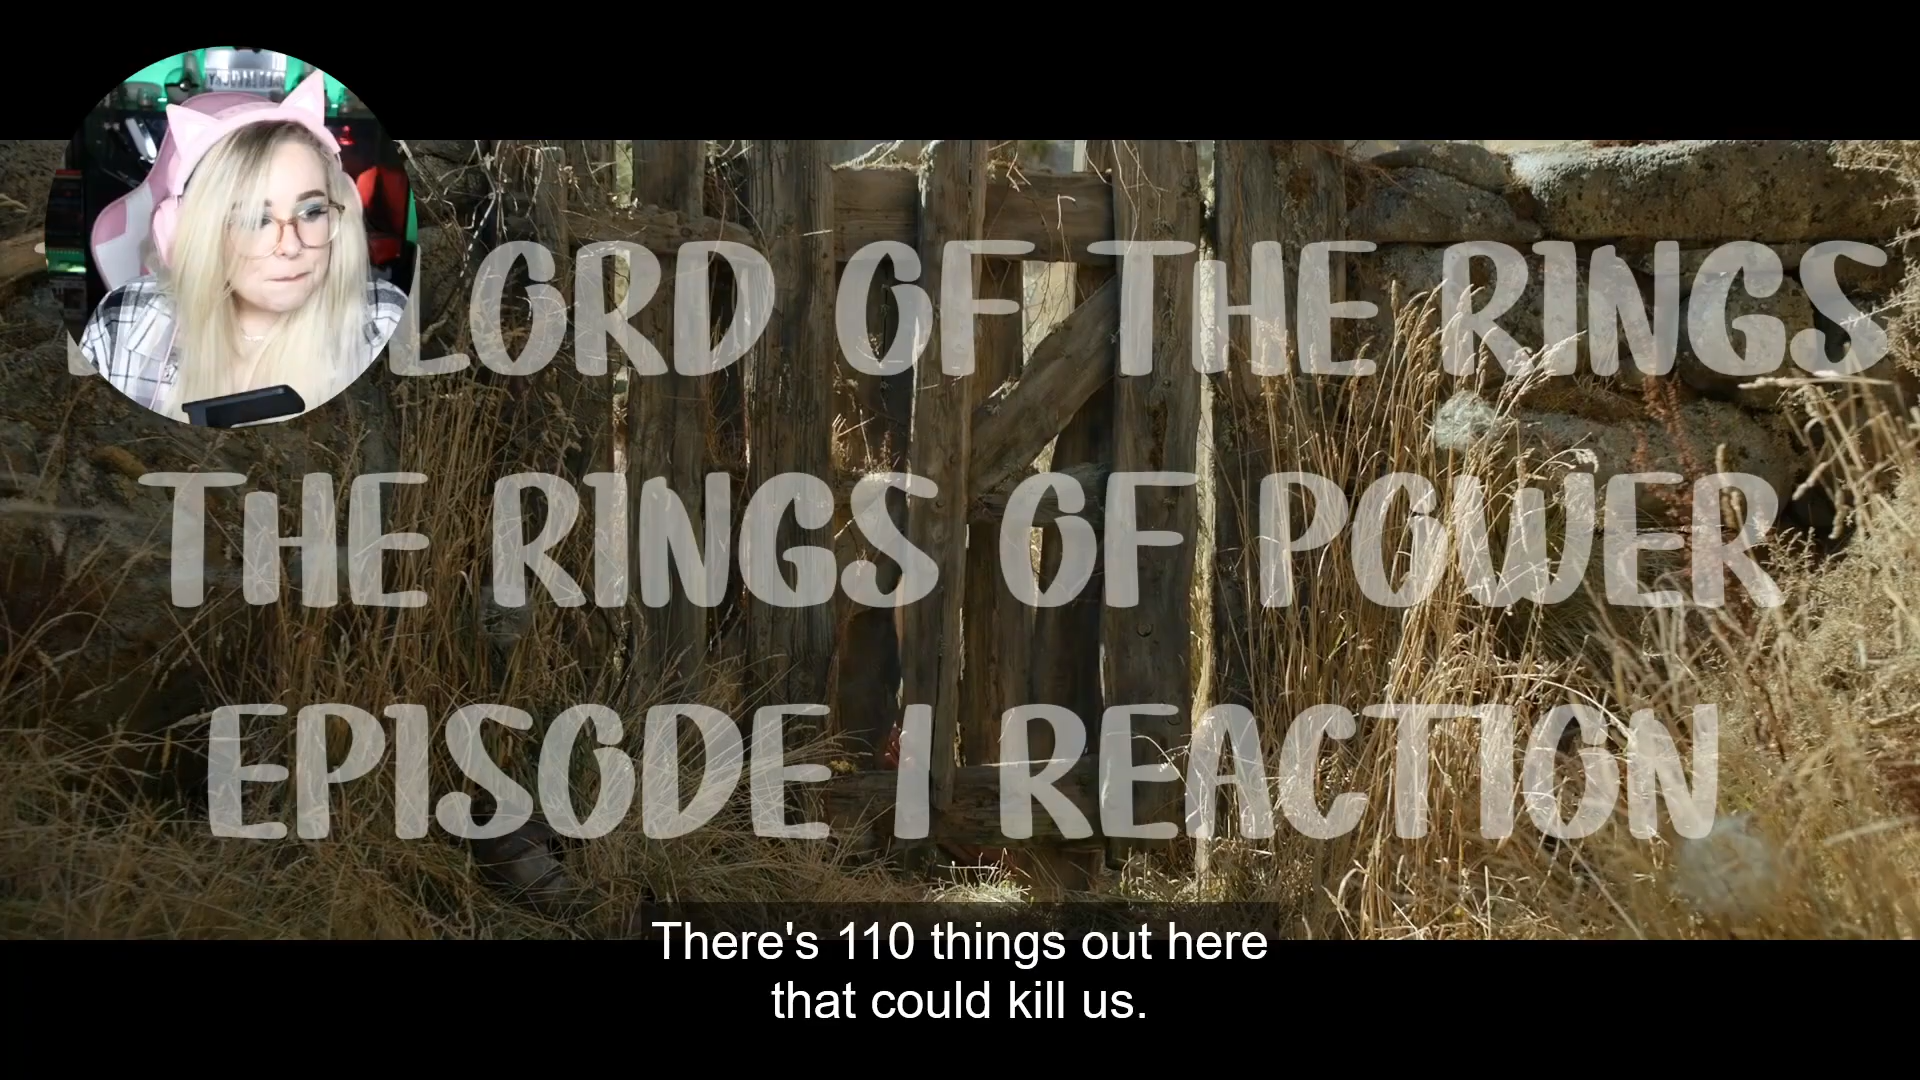 LORD OF THE RINGS
THE RINGS OF POWER
EPISODE 1 REACTION
There's 110 things out here
that could kill us.